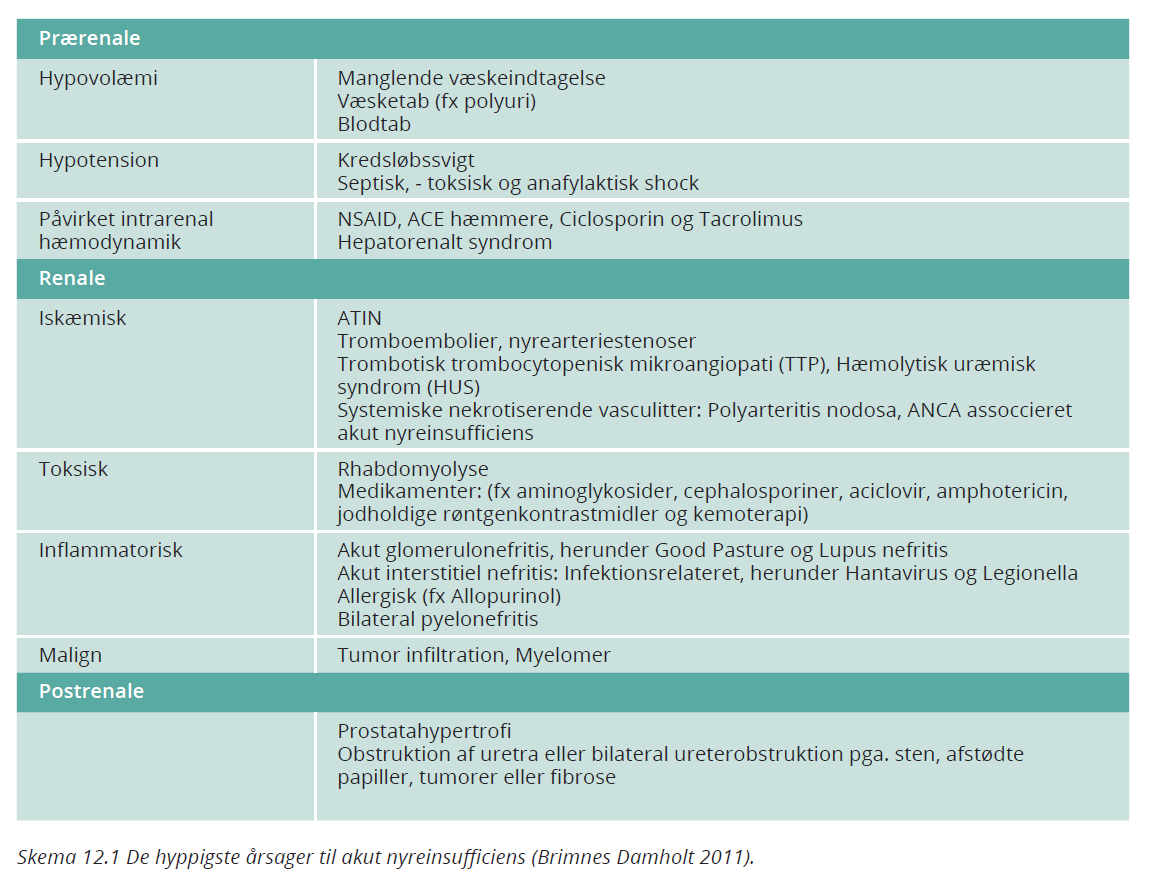 Prærenale
Hypovolæmi
Manglende væskeindtagelse
Væsketab (fx polyuri)
Blodtab
Hypotension
Kredsløbssvigt
Septisk, - toksisk og anafylaktisk shock
Påvirket intrarenal
hæmodynamik
NSAID, ACE hæmmere, Ciclosporin og Tacrolimus
Hepatorenalt syndrom
Renale
Iskæmisk
ATIN
Tromboembolier, nyrearteriestenoser
Trombotisk trombocytopenisk mikroangiopati (TTP), Hæmolytisk uræmisk
syndrom (HUS)
Systemiske nekrotiserende vasculitter: Polyarteritis nodosa, ANCA assoccieret
akut nyreinsufficiens
Toksisk
Rhabdomyolyse
Medikamenter: (fx aminoglykosider, cephalosporiner, aciclovir, amphotericin,
jodholdige røntgenkontrastmidler og kemoterapi)
Inflammatorisk
Akut glomerulonefritis, herunder Good Pasture og Lupus nefritis
Akut interstitiel nefritis: Infektionsrelateret, herunder Hantavirus og Legionella
Allergisk (fx Allopurinol)
Bilateral pyelonefritis
Malign
Tumor infiltration, Myelomer
Postrenale
Prostatahypertrofi
Obstruktion af uretra eller bilateral ureterobstruktion pga. sten, afstødte
papiller, tumorer eller fibrose
Skema 12.1 De hyppigste årsager til akut nyreinsufficiens (Brimnes Damholt 2011).